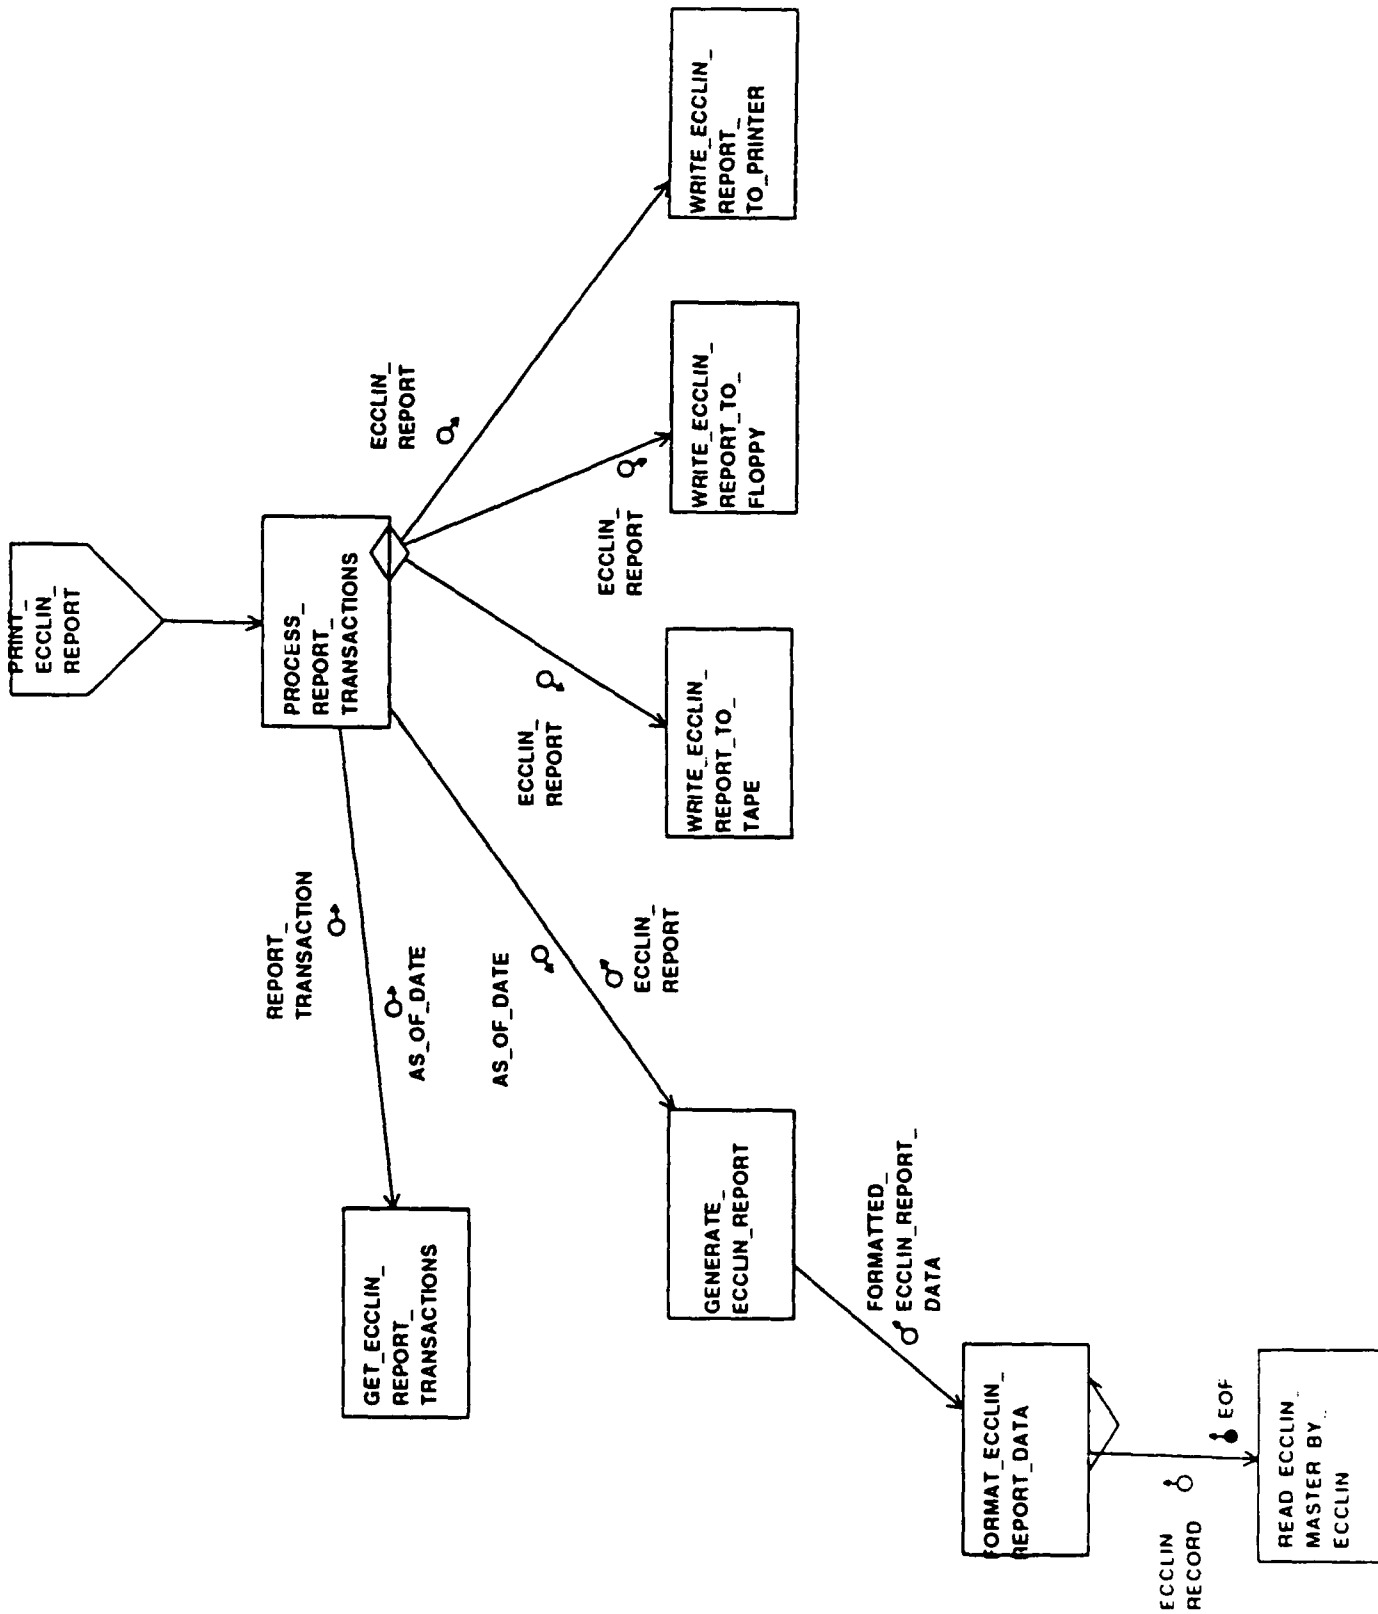 PRINT_
ECCLIN_
REPORT
PROCESS_
REPORT_
TRANSACTIONS
REPORT_
TRANSACTION
AS_OF_DATE
GET_ECCLIN_
REPORT_
TRANSACTIONS
AS_OF_DATE
ECCLIN_
REPORT
GENERATE_
ECCLIN_REPORT
ECCLIN_
REPORT
WRITE_ECCLIN_
REPORT_TO_
TAPE
ECCLIN_
REPORT
WRITE_ECCLIN_
REPORT_TO_
FLOPPY
ECCLIN_
REPORT
WRITE_ECCLIN_
REPORT_
TO_PRINTER
FORMATTED_
ECCLIN_REPORT_
DATA
FORMAT_ECCLIN_
REPORT_DATA
ECCLIN
RECORD
EOF
READ ECCLIN_
MASTER BY_
ECCLIN